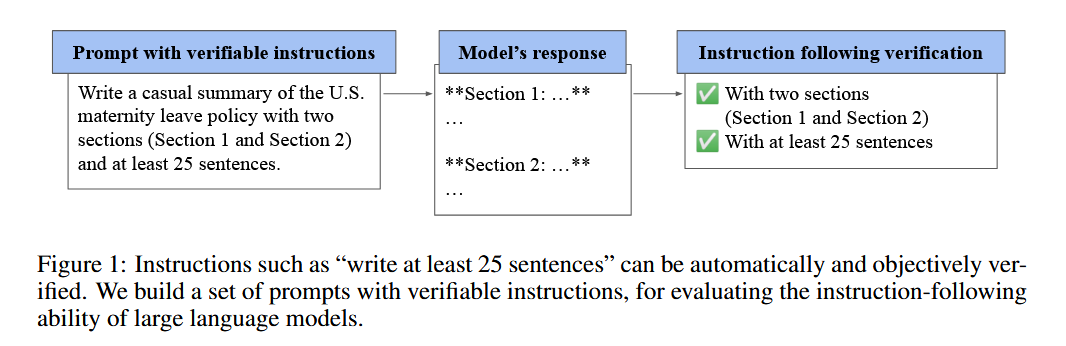 Prompt with verifiable instructions
Write a casual summary of the U.S.
maternity leave policy with two
sections (Section 1 and Section 2)
and at least 25 sentences.
Model's response
**Section 1: …**
…
**Section 2: …**
…
Instruction following verification
✅ With two sections
(Section 1 and Section 2)
✅ With at least 25 sentences
Figure 1: Instructions such as “write at least 25 sentences” can be automatically and objectively ver-
ified. We build a set of prompts with verifiable instructions, for evaluating the instruction-following
ability of large language models.